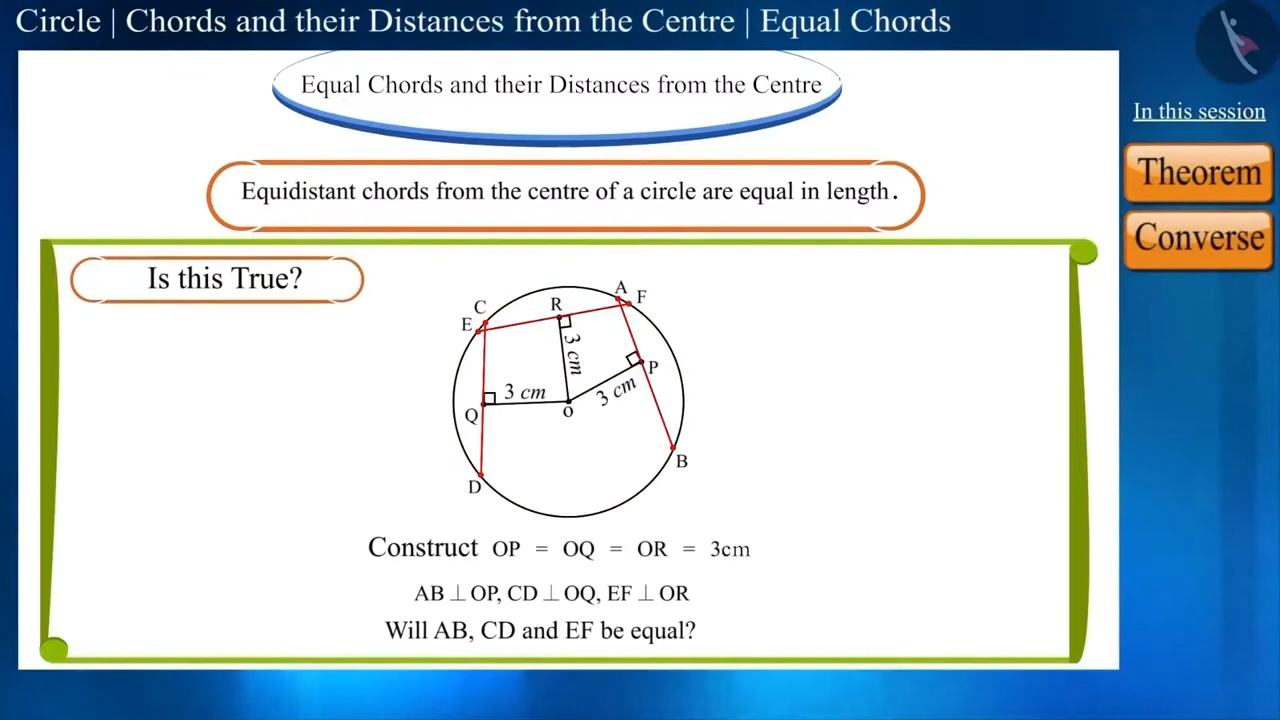 Circle | Chords and their Distances from the Centre | Equal Chords
Equal Chords and their Distances from the Centre
In this session
Theorem
Converse
Equidistant chords from the centre of a circle are equal in length.
Is this True?
A
F
R
C
E
3 cm
P
3 cm
3 cm
Q
O
B
D
Construct OP = OQ = OR = 3cm
AB ⊥ OP, CD ⊥ OQ, EF ⊥ OR
Will AB, CD and EF be equal?